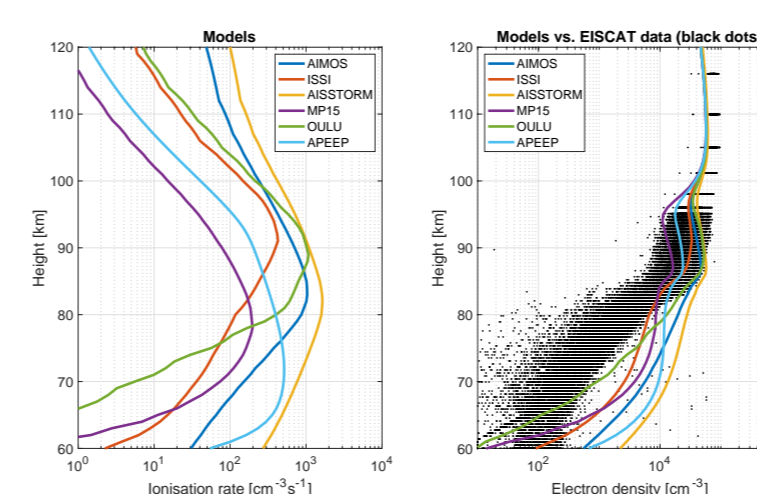 Models
120
110
100
90
80
70
60
Height [km]
AIMOS
ISSI
AISSTORM
MP15
OULU
APEEP
10^0
10^1
10^2
10^3
10^4
Ionisation rate [cm^-3s^-1]
Models vs. EISCAT data (black dots
120
110
100
90
80
70
60
Height [km]
AIMOS
ISSI
AISSTORM
MP15
OULU
APEEP
10^2
10^4
Electron density [cm^-3]